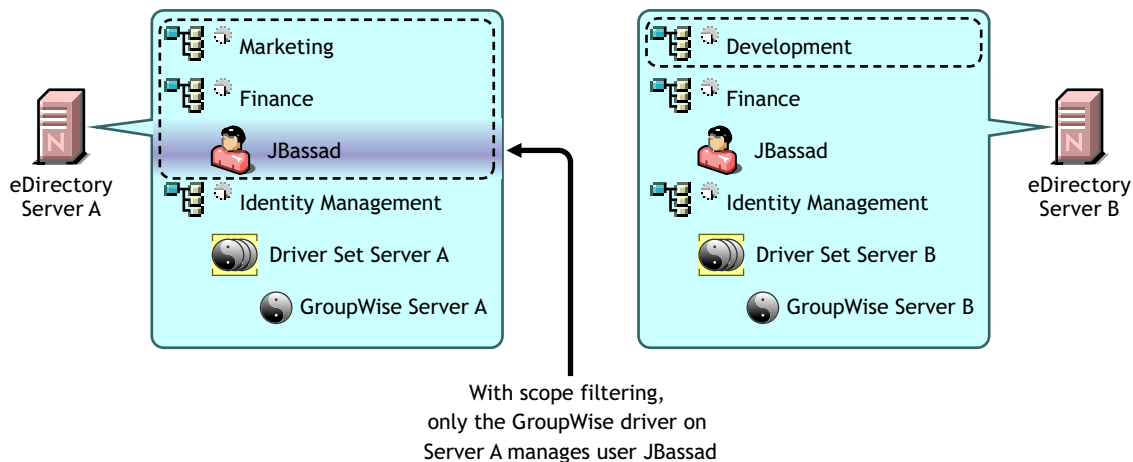 Marketing
Finance
JBassad
Identity Management
Driver Set Server A
GroupWise Server A
eDirectory
Server A
Development
Finance
JBassad
Identity Management
Driver Set Server B
GroupWise Server B
eDirectory
Server B
With scope filtering,
only the GroupWise driver on
Server A manages user JBassad
N
N